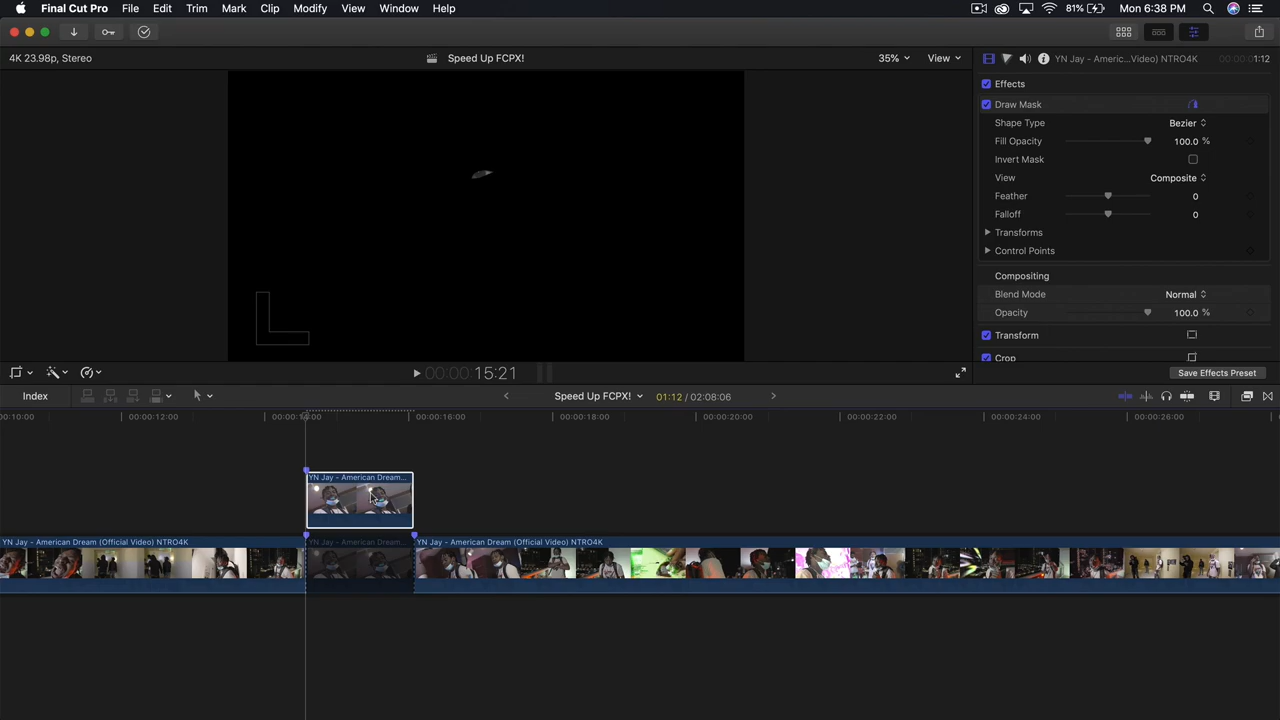 Final Cut Pro File Edit Trim Mark Clip Modify View Window Help 81% Mon 6:38 PM
4K 23.98p, Stereo Speed Up FCPX! 35% View YN Jay - Americ...Video) NTRO4K 00:00:01:12
Effects
Draw Mask
Shape Type Bezier
Fill Opacity 100.0 %
Invert Mask
View Composite
Feather 0
Falloff 0
Transforms
Control Points
Compositing
Blend Mode Normal
Opacity 100.0 %
Transform
Crop
00:00:15:21 Save Effects Preset
Index Speed Up FCPX! 01:12 / 02:08:06
00:00:12:00 00:00:16:00 00:00:18:00 00:00:20:00 00:00:22:00 00:00:24:00 00:00:26:00
YN Jay - American Dream...
YN Jay - American Dream (Official Video) NTRO4K YN Jay - American Dream... YN Jay - American Dream (Official Video) NTRO4K